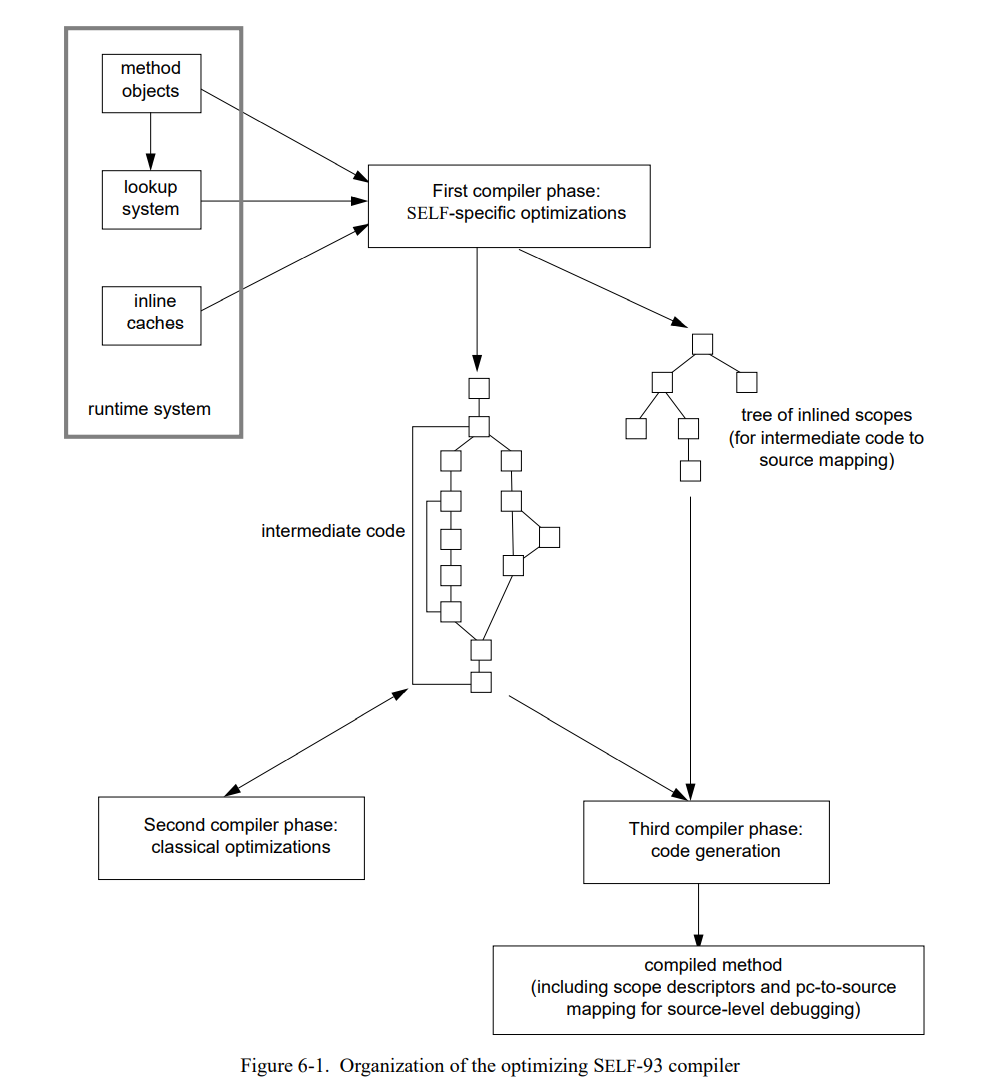 method
objects
lookup
system
inline
caches
runtime system
First compiler phase:
SELF-specific optimizations
tree of inlined scopes
(for intermediate code to
source mapping)
intermediate code
Second compiler phase:
classical optimizations
Third compiler phase:
code generation
compiled method
(including scope descriptors and pc-to-source
mapping for source-level debugging)
Figure 6-1. Organization of the optimizing SELF-93 compiler